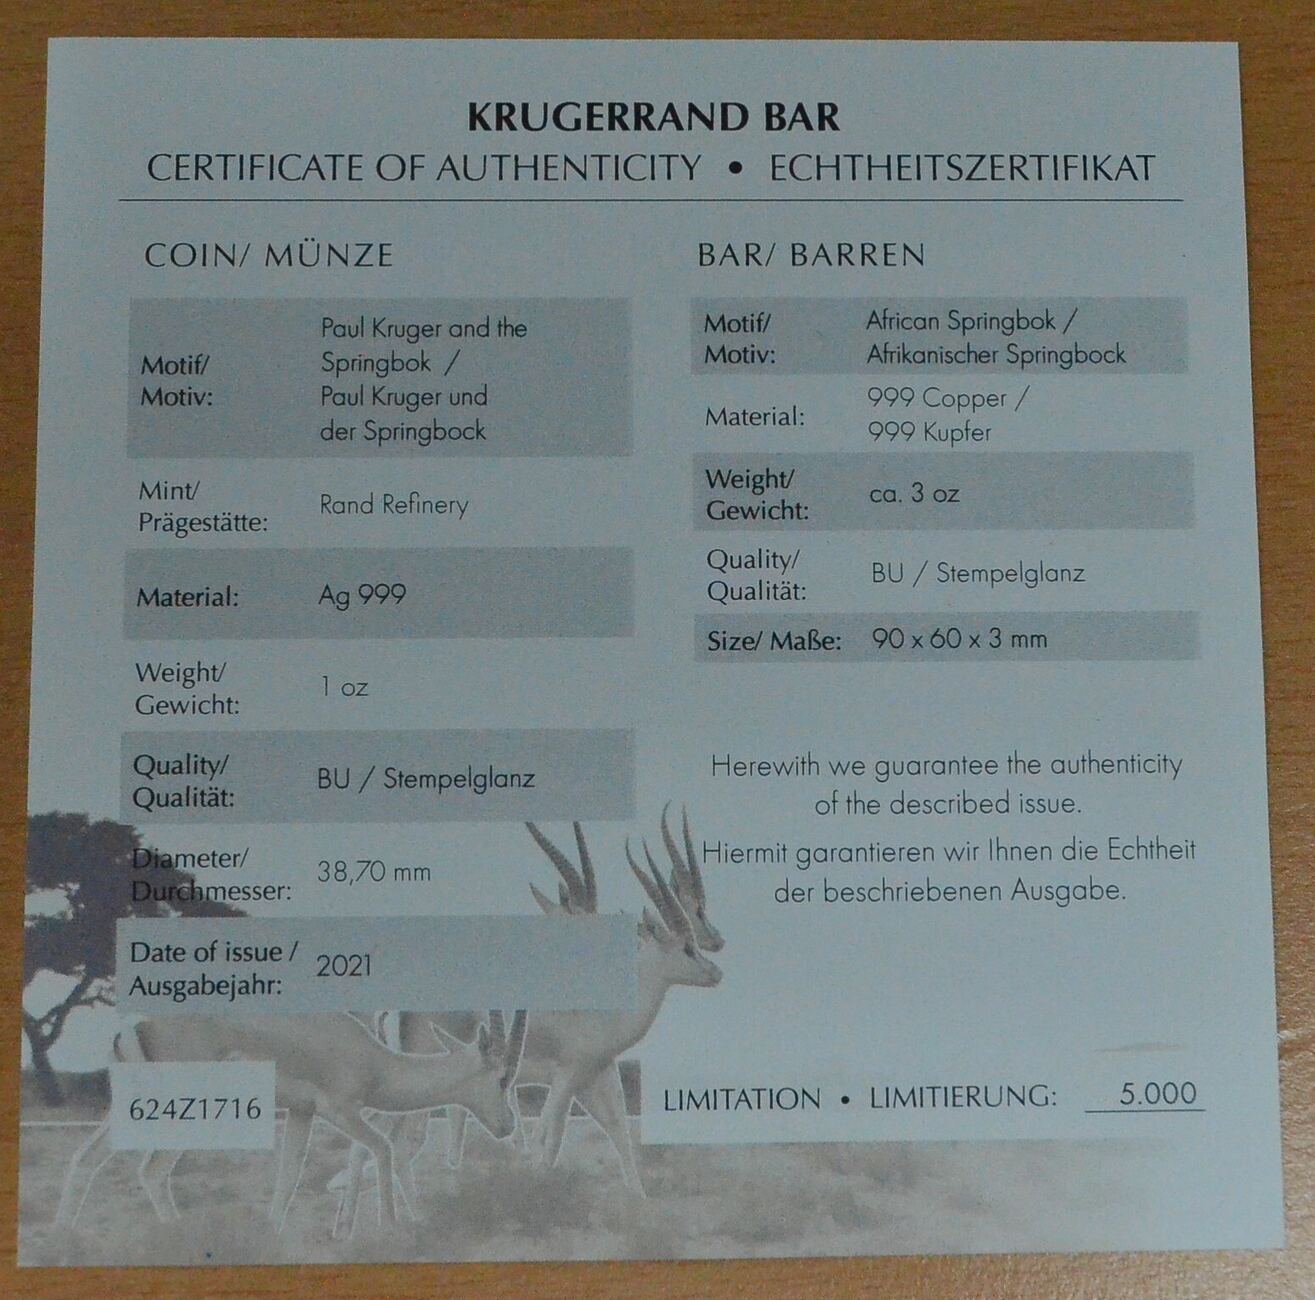 KRUGERRAND BAR
CERTIFICATE OF AUTHENTICITY • ECHTHEITSZERTIFIKAT
COIN/ MÜNZE
Motif/
Motiv:
Paul Kruger and the
Springbok /
Paul Kruger und
der Springbock
Mint/
Prägestätte:
Rand Refinery
Material:
Ag 999
Weight/
Gewicht:
1 oz
Quality/
Qualität:
BU / Stempelglanz
Diameter/
Durchmesser:
38,70 mm
Date of issue /
Ausgabejahr:
2021
624Z1716
BAR/ BARREN
Motif/
Motiv:
African Springbok /
Afrikanischer Springbock
Material:
999 Copper /
999 Kupfer
Weight/
Gewicht:
ca. 3 oz
Quality/
Qualität:
BU / Stempelglanz
Size/ Maße:
90 x 60 x 3 mm
Herewith we guarantee the authenticity
of the described issue.
Hiermit garantieren wir Ihnen die Echtheit
der beschriebenen Ausgabe.
LIMITATION • LIMITIERUNG: 5.000